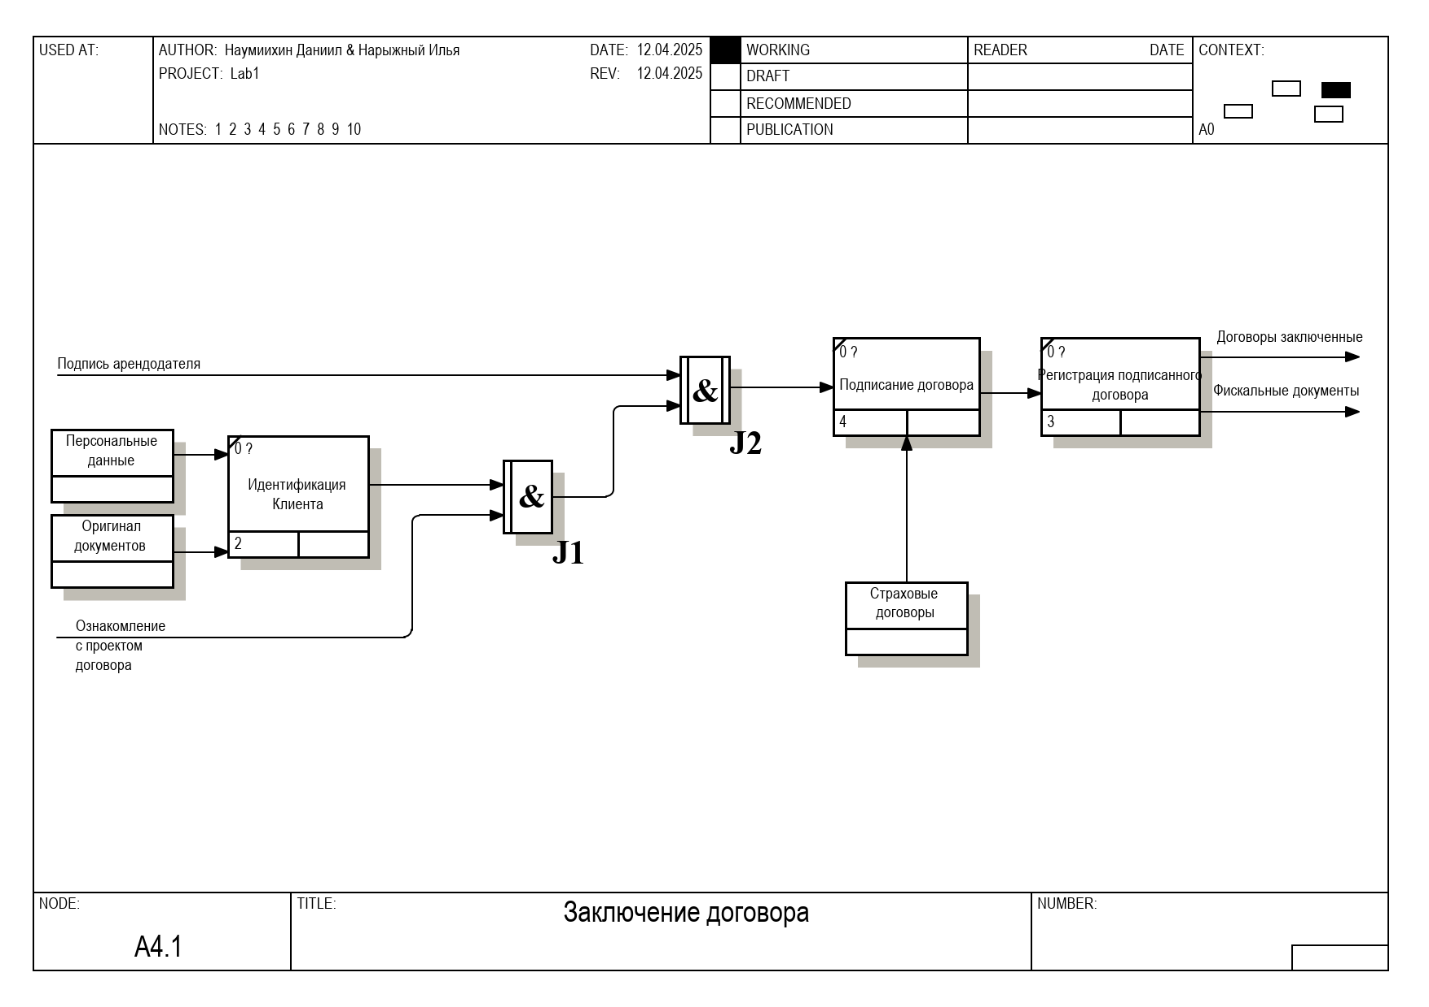 USED AT:
AUTHOR: Наумиихин Даниил & Нарыжный Илья
DATE: 12.04.2025
PROJECT: Lab1
REV: 12.04.2025
NOTES: 1 2 3 4 5 6 7 8 9 10
WORKING
DRAFT
RECOMMENDED
PUBLICATION
READER DATE
CONTEXT:
A0
Подпись арендодателя
Персональные
данные
Оригинал
документов
Ознакомление
с проектом
договора
0 ?
Идентификация
Клиента
2
&
J1
&
J2
0 ?
Подписание договора
4
Страховые
договоры
0 ?
Регистрация подписанного
договора
3
Договоры заключенные
Фискальные документы
NODE:
A4.1
TITLE:
Заключение договора
NUMBER: